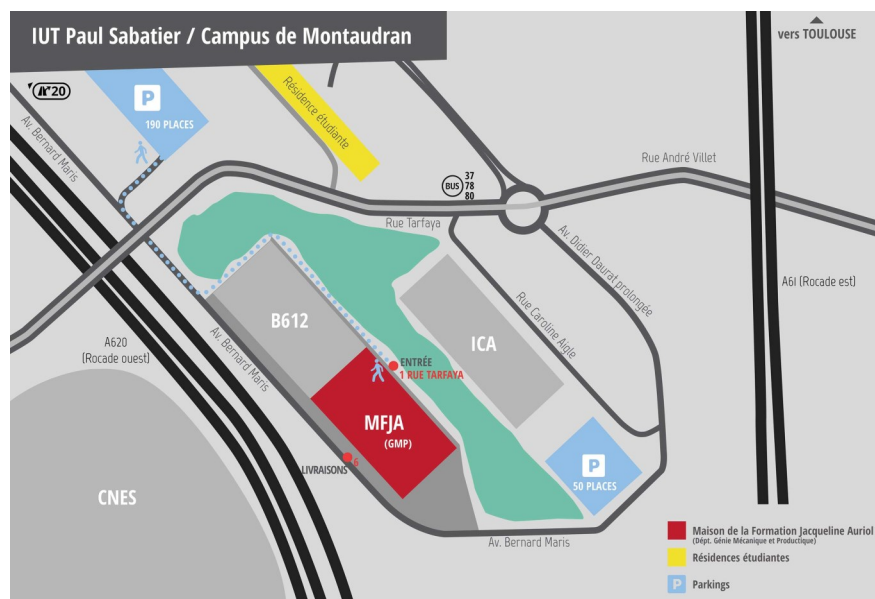 IUT Paul Sabatier / Campus de Montaudran
vers TOULOUSE
20
P
190 PLACES
Av. Bernard Maris
Résidence étudiante
BUS
37
78
80
Rue André Villet
Rue Tarfaya
Av. Didier Daurat prolongée
A61 (Rocade est)
Rue Caroline Aigle
B612
ICA
A620
(Rocade ouest)
Av. Bernard Maris
ENTRÉE
1 RUE TARFAYA
MFJA
(GMP)
LIVRAISONS
6
P
50 PLACES
CNES
Av. Bernard Maris
Maison de la Formation Jacqueline Auriol
(Dépt. Génie Mécanique et Productique)
Résidences étudiantes
P
Parkings